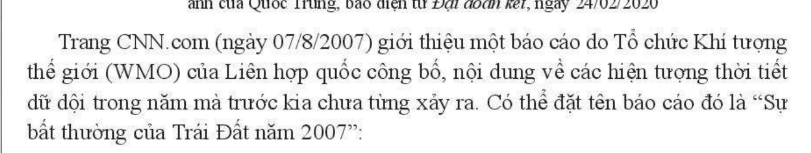 ảnh của Quốc Trung, báo điện tử Đại đoàn kết, ngày 24/02/2020
Trang CNN.com (ngày 07/8/2007) giới thiệu một báo cáo do Tổ chức Khí tượng
thế giới (WMO) của Liên hợp quốc công bố, nội dung về các hiện tượng thời tiết
dữ dội trong năm mà trước kia chưa từng xảy ra. Có thể đặt tên báo cáo đó là “Sự
bất thường của Trái Đất năm 2007”: